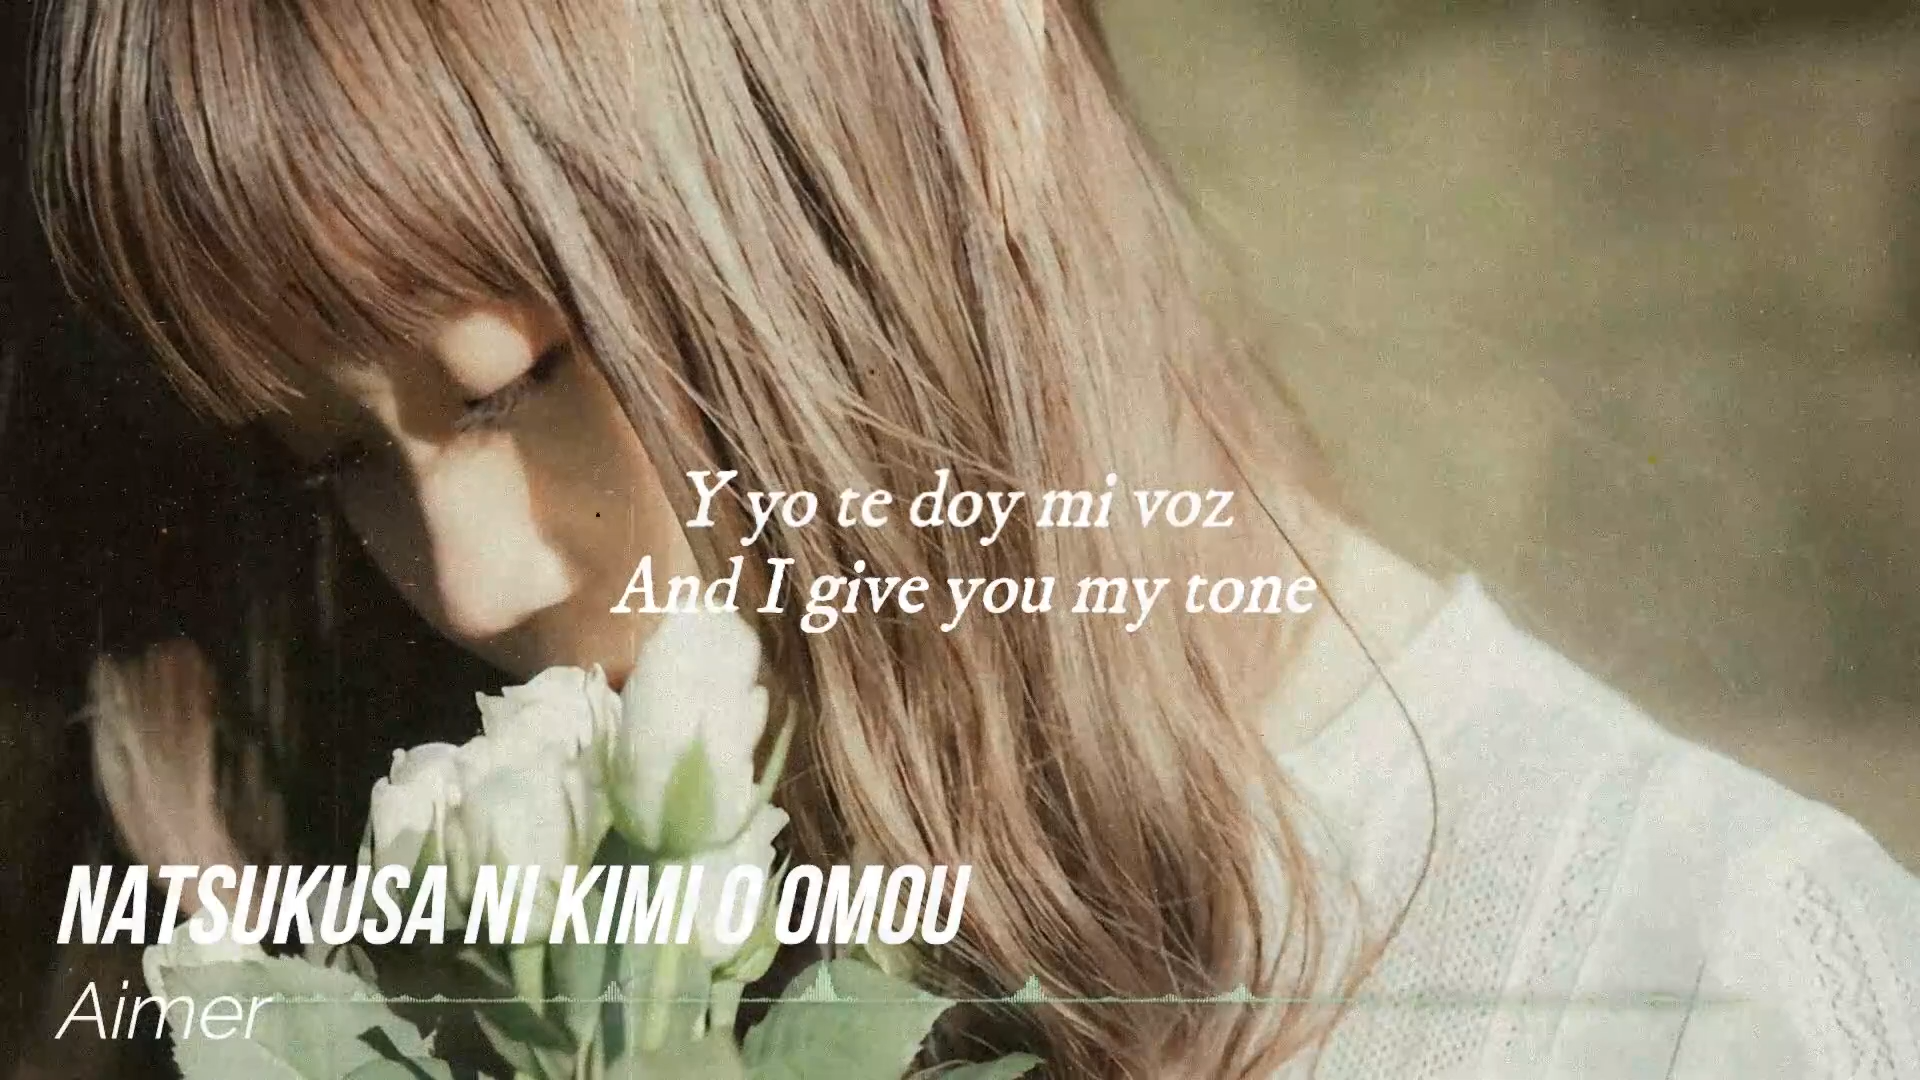 Y yo te doy mi voz
And I give you my tone
NATSUKUSA NI KIMI O OMOU
Aimer